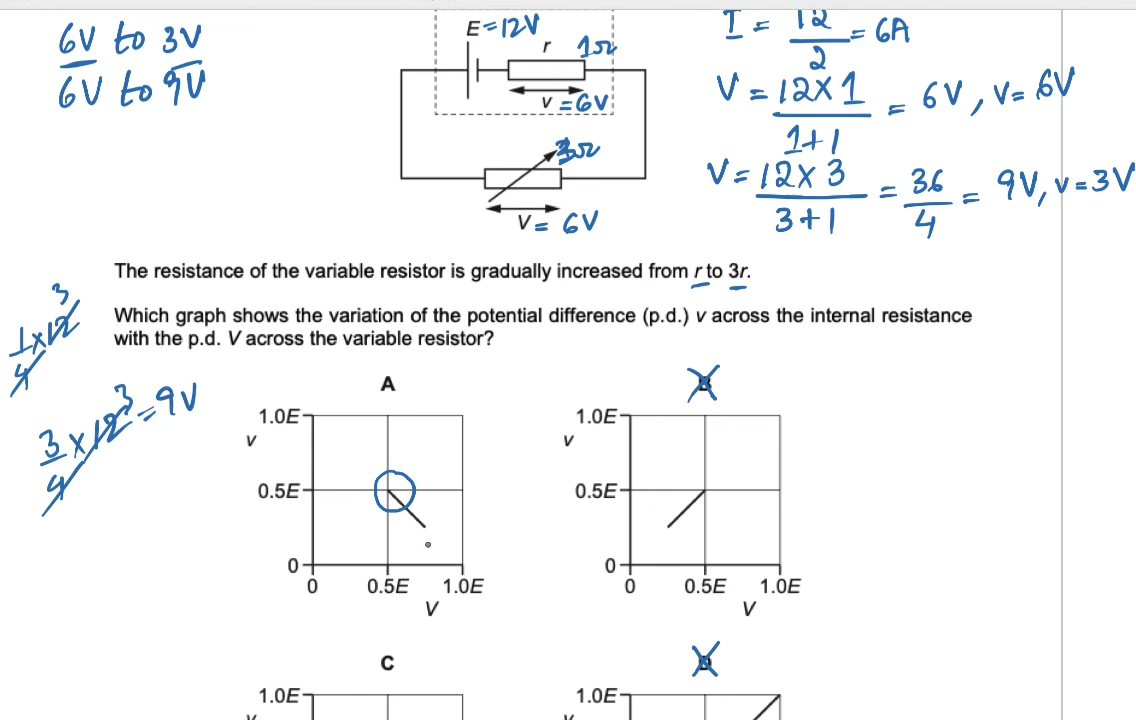 6V to 3V
6V to 9V
E = 12V
r 1Ω
v = 6V
3Ω
V = 6V
I = 12 / 2 = 6A
V = 12 X 1 / 1+1 = 6V, v = 6V
V = 12 X 3 / 3+1 = 36 / 4 = 9V, v = 3V
The resistance of the variable resistor is gradually increased from r to 3r.
Which graph shows the variation of the potential difference (p.d.) v across the internal resistance
with the p.d. V across the variable resistor?
1/4 x 12 3
3/4 x 12 3 = 9V
A
1.0E
v
0.5E
0
0 0.5E 1.0E
V
B
1.0E
v
0.5E
0
0 0.5E 1.0E
V
C
1.0E
D
1.0E